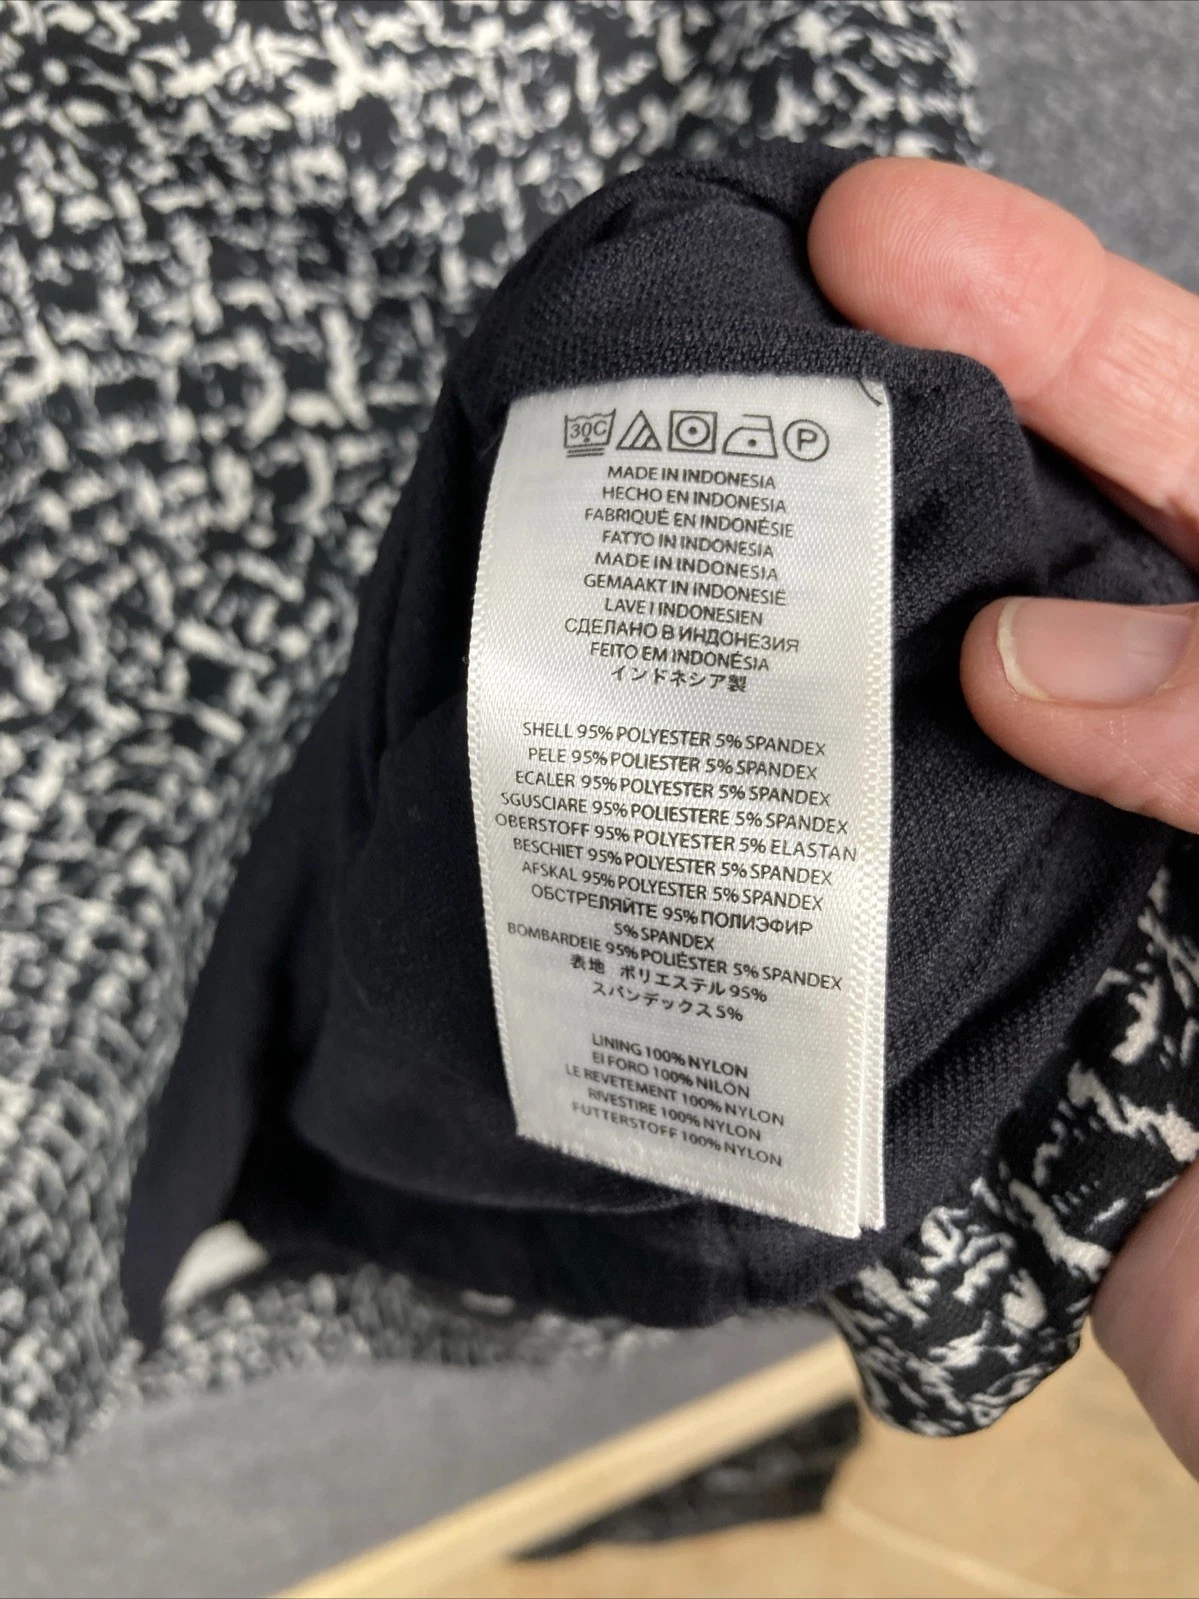 30C P
MADE IN INDONESIA
HECHO EN INDONESIA
FABRIQUÉ EN INDONÉSIE
FATTO IN INDONESIA
MADE IN INDONESIA
GEMAAKT IN INDONESIË
LAVE I INDONESIEN
СДЕЛАНО В ИНДОНЕЗИЯ
FEITO EM INDONÉSIA
インドネシア製
SHELL 95% POLYESTER 5% SPANDEX
PELE 95% POLIESTER 5% SPANDEX
ECALER 95% POLYESTER 5% SPANDEX
SGUSCIARE 95% POLIESTERE 5% SPANDEX
OBERSTOFF 95% POLYESTER 5% ELASTAN
BESCHIET 95% POLYESTER 5% SPANDEX
AFSKAL 95% POLYESTER 5% SPANDEX
ОБСТРЕЛЯЙТЕ 95% ПОЛИЭФИР
5% SPANDEX
BOMBARDEIE 95% POLIÉSTER 5% SPANDEX
表地 ポリエステル 95%
スパンデックス 5%
LINING 100% NYLON
EI FORO 100% NILÓN
LE REVETEMENT 100% NYLON
RIVESTIRE 100% NYLON
FUTTERSTOFF 100% NYLON